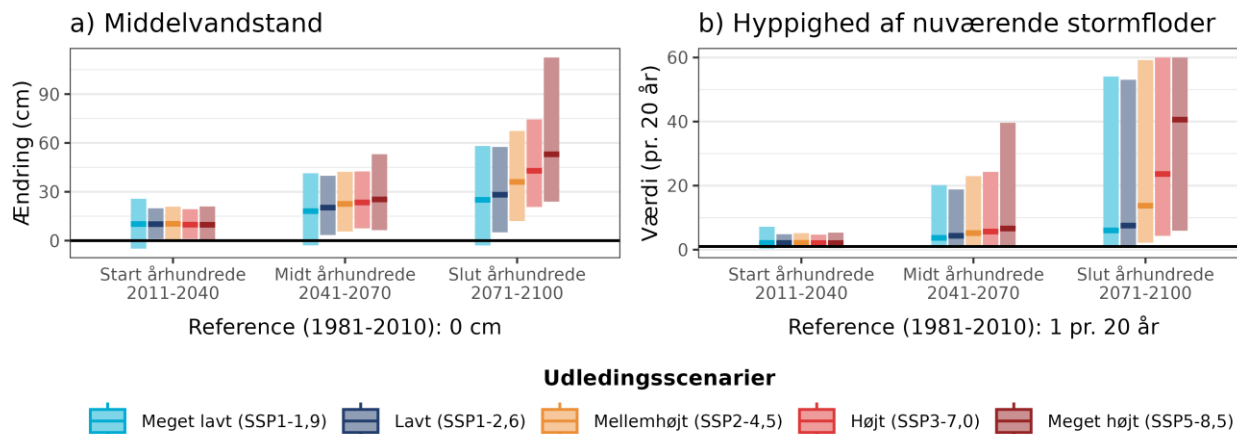 a) Middelvandstand
Ændring (cm)
90
60
30
0
Start århundrede
2011-2040
Midt århundrede
2041-2070
Slut århundrede
2071-2100
Reference (1981-2010): 0 cm
b) Hyppighed af nuværende stormfloder
Værdi (pr. 20 år)
60
40
20
0
Start århundrede
2011-2040
Midt århundrede
2041-2070
Slut århundrede
2071-2100
Reference (1981-2010): 1 pr. 20 år
Udledingsscenarier
Meget lavt (SSP1-1,9)
Lavt (SSP1-2,6)
Mellemhøjt (SSP2-4,5)
Højt (SSP3-7,0)
Meget højt (SSP5-8,5)